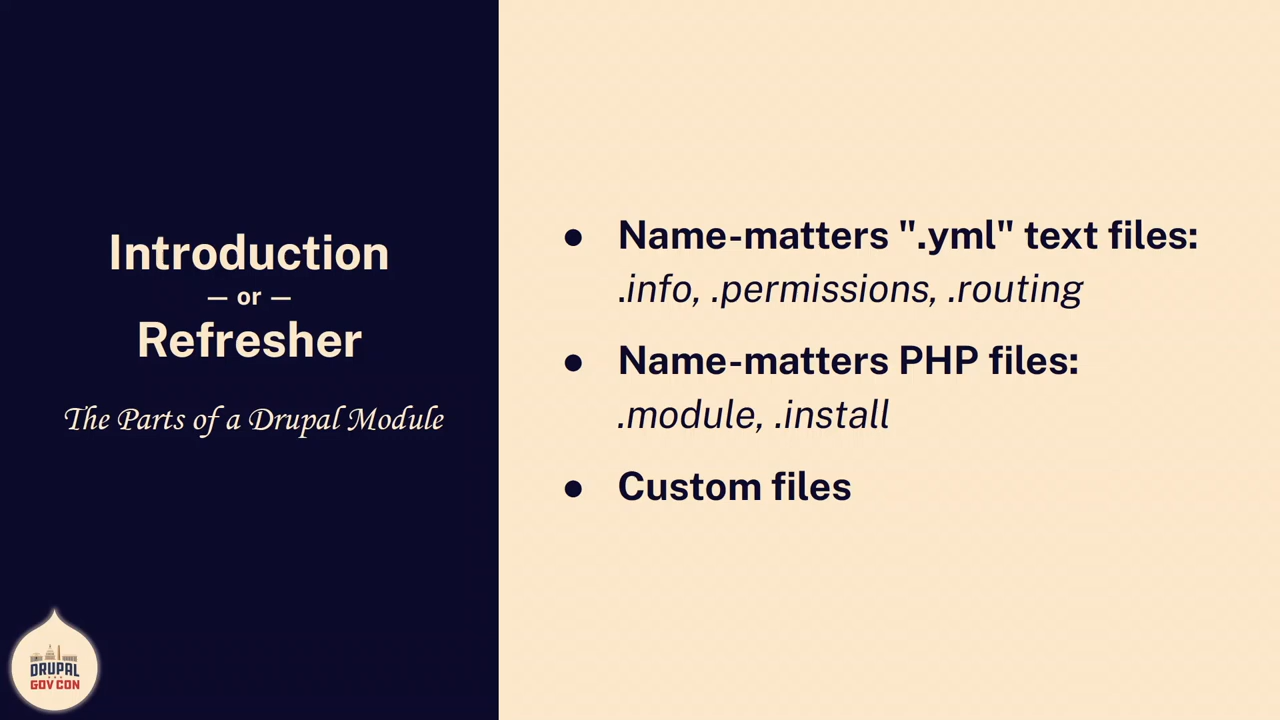 Introduction
— or —
Refresher
The Parts of a Drupal Module
● Name-matters ".yml" text files:
.info, .permissions, .routing
● Name-matters PHP files:
.module, .install
● Custom files
DRUPAL
GOV CON